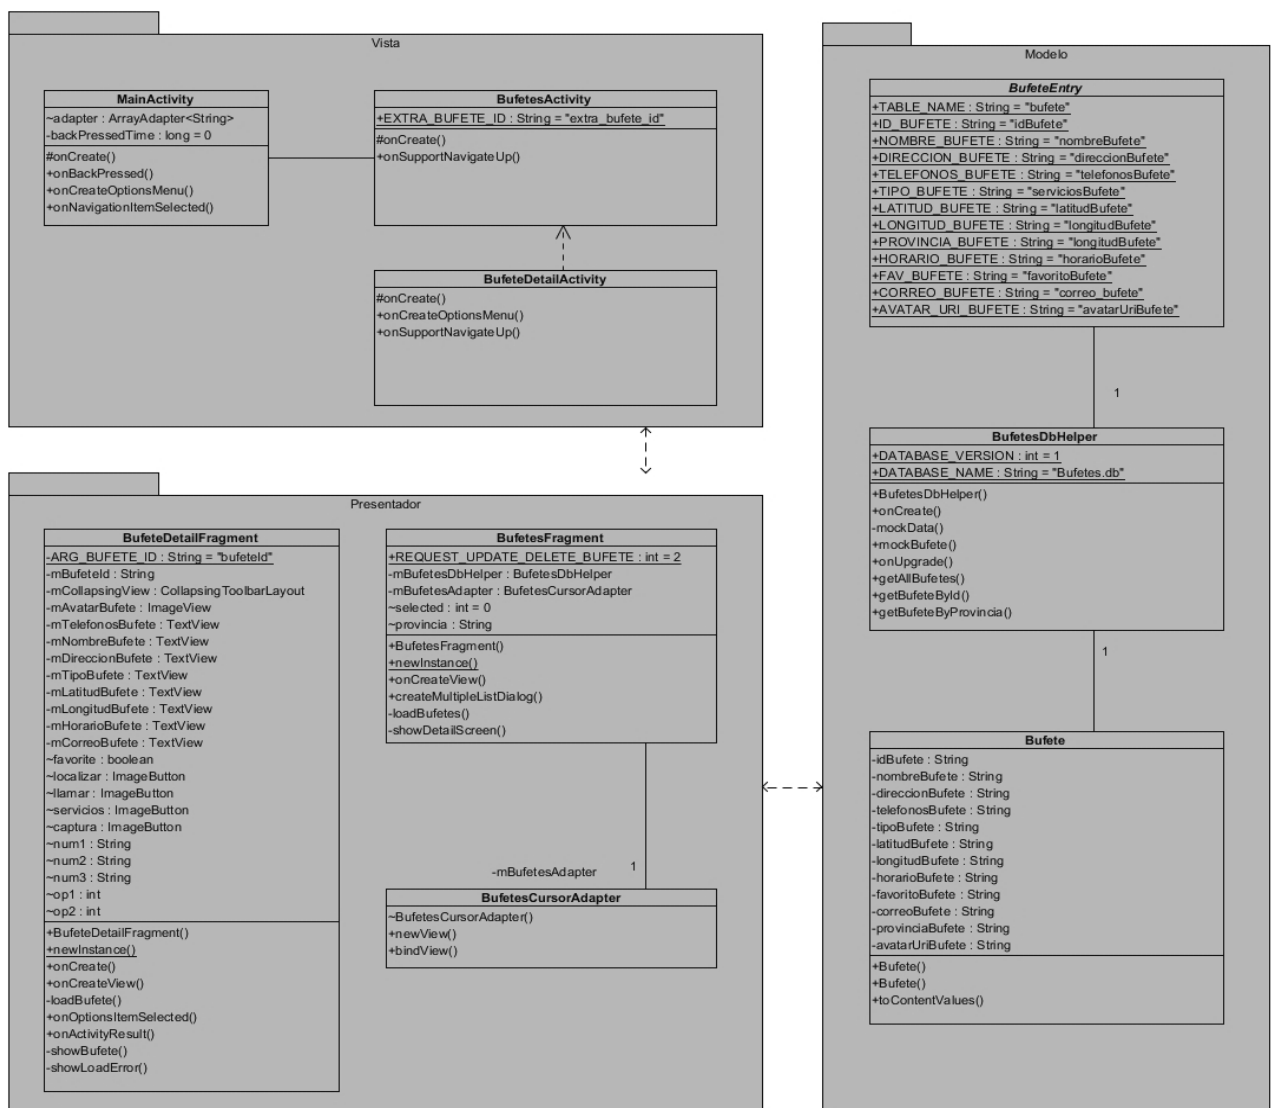 Vista
MainActivity
~adapter : ArrayAdapter<String>
-backPressedTime : long = 0
#onCreate()
+onBackPressed()
+onCreateOptionsMenu()
+onNavigationItemSelected()
BufetesActivity
+EXTRA_BUFETE_ID : String = "extra_bufete_id"
#onCreate()
+onSupportNavigateUp()
BufeteDetailActivity
#onCreate()
+onCreateOptionsMenu()
+onSupportNavigateUp()
Presentador
BufeteDetailFragment
-ARG_BUFETE_ID : String = "bufeteId"
-mBufeteId : String
-mCollapsingView : CollapsingToolbarLayout
-mAvatarBufete : ImageView
-mTelefonosBufete : TextView
-mNombreBufete : TextView
-mDireccionBufete : TextView
-mTipoBufete : TextView
-mLatitudBufete : TextView
-mLongitudBufete : TextView
-mHorarioBufete : TextView
-mCorreoBufete : TextView
~favorite : boolean
~localizar : ImageButton
~llamar : ImageButton
~servicios : ImageButton
~captura : ImageButton
~num1 : String
~num2 : String
~num3 : String
~op1 : int
~op2 : int
+BufeteDetailFragment()
+newInstance()
+onCreate()
+onCreateView()
-loadBufete()
+onOptionsItemSelected()
+onActivityResult()
-showBufete()
-showLoadError()
BufetesFragment
+REQUEST_UPDATE_DELETE_BUFETE : int = 2
-mBufetesDbHelper : BufetesDbHelper
-mBufetesAdapter : BufetesCursorAdapter
~selected : int = 0
~provincia : String
+BufetesFragment()
+newInstance()
+onCreateView()
+createMultipleListDialog()
-loadBufetes()
-showDetailScreen()
-mBufetesAdapter
1
BufetesCursorAdapter
~BufetesCursorAdapter()
+newView()
+bindView()
Modelo
BufeteEntry
+TABLE_NAME : String = "bufete"
+ID_BUFETE : String = "idBufete"
+NOMBRE_BUFETE : String = "nombreBufete"
+DIRECCION_BUFETE : String = "direccionBufete"
+TELEFONOS_BUFETE : String = "telefonosBufete"
+TIPO_BUFETE : String = "serviciosBufete"
+LATITUD_BUFETE : String = "latitudBufete"
+LONGITUD_BUFETE : String = "longitudBufete"
+PROVINCIA_BUFETE : String = "longitudBufete"
+HORARIO_BUFETE : String = "horarioBufete"
+FAV_BUFETE : String = "favoritoBufete"
+CORREO_BUFETE : String = "correo_bufete"
+AVATAR_URI_BUFETE : String = "avatarUriBufete"
1
BufetesDbHelper
+DATABASE_VERSION : int = 1
+DATABASE_NAME : String = "Bufetes.db"
+BufetesDbHelper()
+onCreate()
-mockData()
+mockBufete()
+onUpgrade()
+getAllBufetes()
+getBufeteById()
+getBufeteByProvincia()
1
Bufete
-idBufete : String
-nombreBufete : String
-direccionBufete : String
-telefonosBufete : String
-tipoBufete : String
-latitudBufete : String
-longitudBufete : String
-horarioBufete : String
-favoritoBufete : String
-correoBufete : String
-provinciaBufete : String
-avatarUriBufete : String
+Bufete()
+Bufete()
+toContentValues()